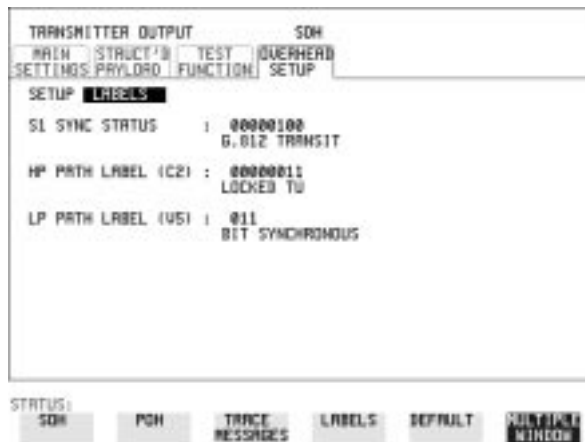 TRANSMITTER OUTPUT SDH
MAIN SETTINGS STRUCT'D PAYLOAD TEST FUNCTION OVERHEAD SETUP
SETUP LABELS
S1 SYNC STATUS : 00000100
G.812 TRANSIT
HP PATH LABEL (C2) : 00000011
LOCKED TU
LP PATH LABEL (V5) : 011
BIT SYNCHRONOUS
STATUS:
SOH POH TRACE MESSAGES LABELS DEFAULT MULTIPLE WINDOW